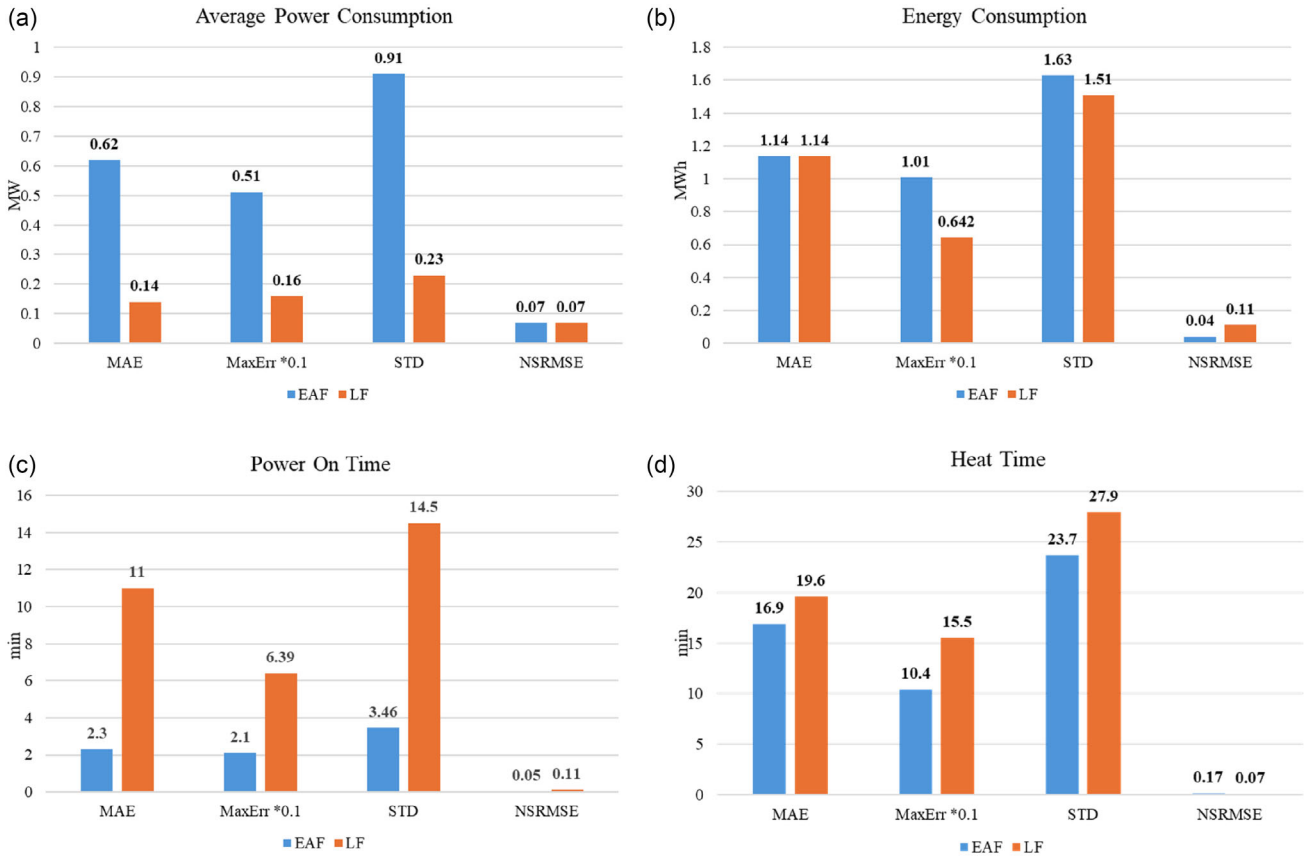 (a)
Average Power Consumption
1
0.9
0.8
0.7
0.6
0.5
0.4
0.3
0.2
0.1
0
MW
0.62
0.14
0.51
0.16
0.91
0.23
0.07
0.07
MAE
MaxErr *0.1
STD
NSRMSE
EAF LF
(b)
Energy Consumption
1.8
1.6
1.4
1.2
1
0.8
0.6
0.4
0.2
0
MWh
1.14
1.14
1.01
0.642
1.63
1.51
0.04
0.11
MAE
MaxErr *0.1
STD
NSRMSE
EAF LF
(c)
Power On Time
16
14
12
10
8
6
4
2
0
min
2.3
11
2.1
6.39
3.46
14.5
0.05
0.11
MAE
MaxErr *0.1
STD
NSRMSE
EAF LF
(d)
Heat Time
30
25
20
15
10
5
0
min
16.9
19.6
10.4
15.5
23.7
27.9
0.17
0.07
MAE
MaxErr *0.1
STD
NSRMSE
EAF LF